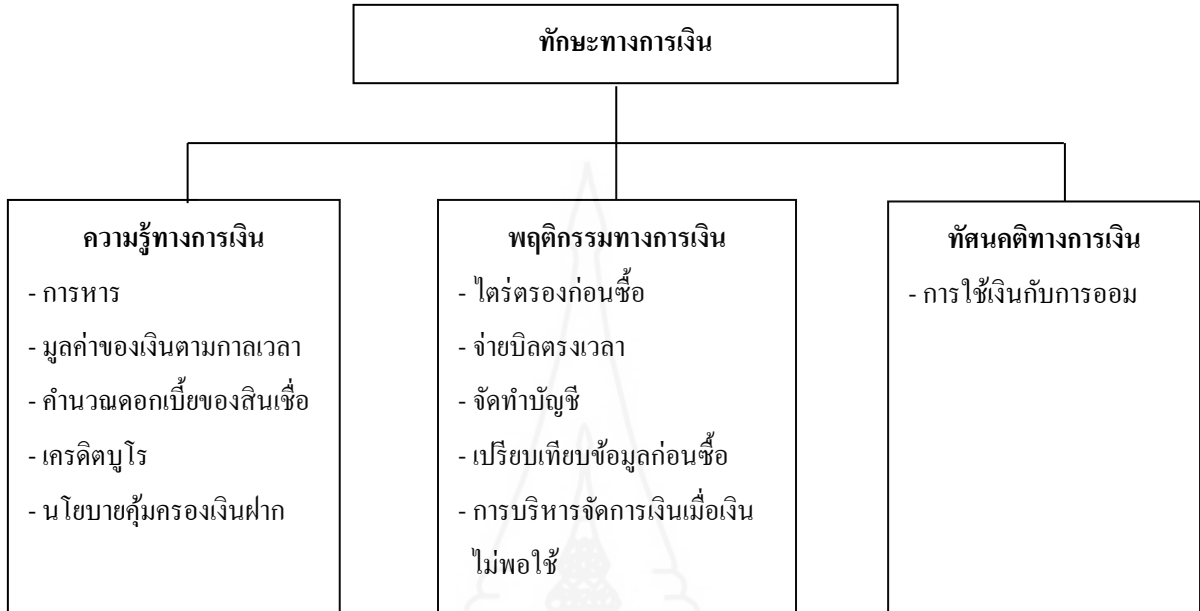 ทักษะทางการเงิน
ความรู้ทางการเงิน
- การหาร
- มูลค่าของเงินตามกาลเวลา
- คำนวณดอกเบี้ยของสินเชื่อ
- เครดิตบูโร
- นโยบายคุ้มครองเงินฝาก
พฤติกรรมทางการเงิน
- ไตร่ตรองก่อนซื้อ
- จ่ายบิลตรงเวลา
- จัดทำบัญชี
- เปรียบเทียบข้อมูลก่อนซื้อ
- การบริหารจัดการเงินเมื่อเงิน
ไม่พอใช้
ทัศนคติทางการเงิน
- การใช้เงินกับการออม